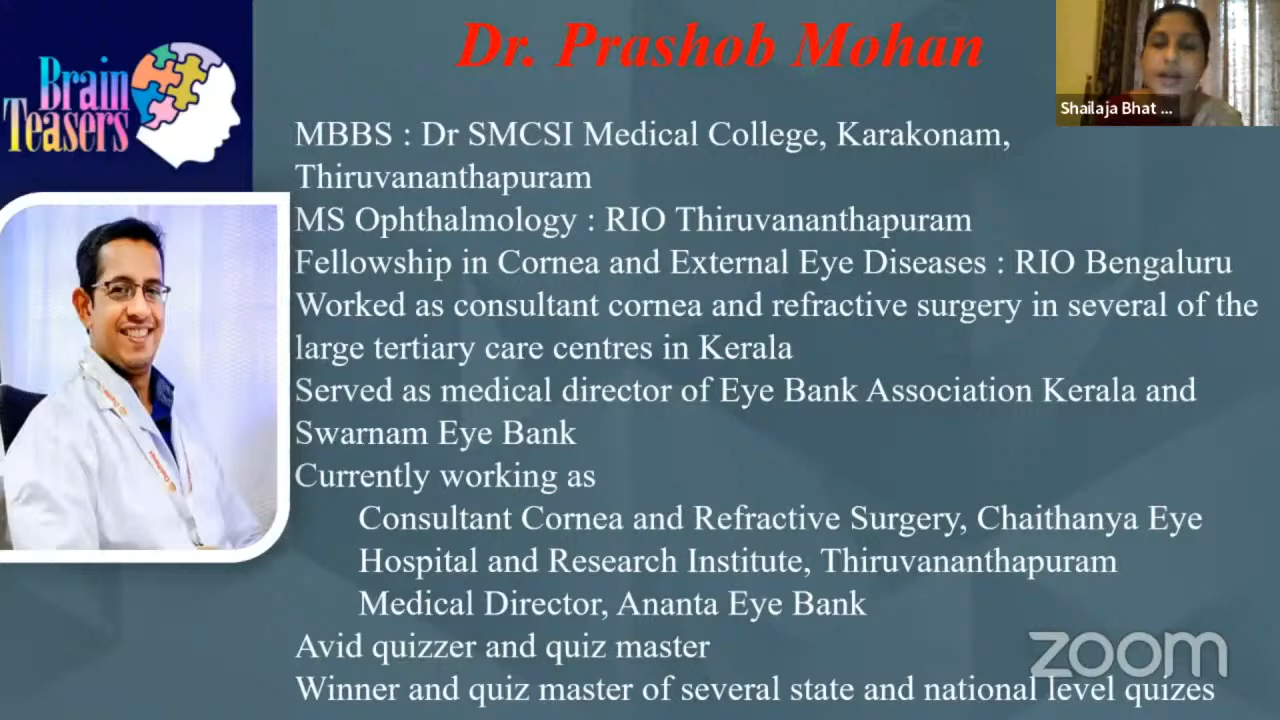 Dr. Prashob Mohan
Brain
Teasers
Shailaja Bhat ...
MBBS : Dr SMCSI Medical College, Karakonam,
Thiruvananthapuram
MS Ophthalmology : RIO Thiruvananthapuram
Fellowship in Cornea and External Eye Diseases : RIO Bengaluru
Worked as consultant cornea and refractive surgery in several of the
large tertiary care centres in Kerala
Served as medical director of Eye Bank Association Kerala and
Swarnam Eye Bank
Currently working as
Consultant Cornea and Refractive Surgery, Chaithanya Eye
Hospital and Research Institute, Thiruvananthapuram
Medical Director, Ananta Eye Bank
Avid quizzer and quiz master
Winner and quiz master of several state and national level quizes
zoom